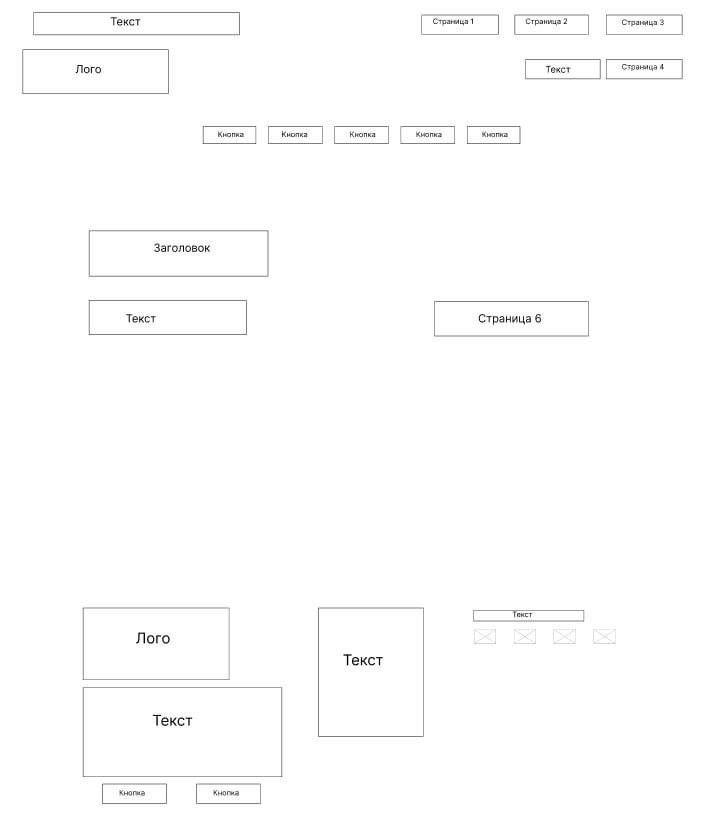 Текст
Страница 1
Страница 2
Страница 3
Лого
Текст
Страница 4
Кнопка
Кнопка
Кнопка
Кнопка
Кнопка
Заголовок
Текст
Страница 6
Лого
Текст
Текст
Текст
Кнопка
Кнопка